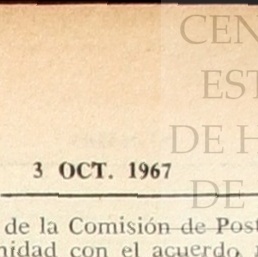 CEN
EST
DE H
DE
3 OCT. 1967
de la Comisión de Post
nidad con el acuerdo